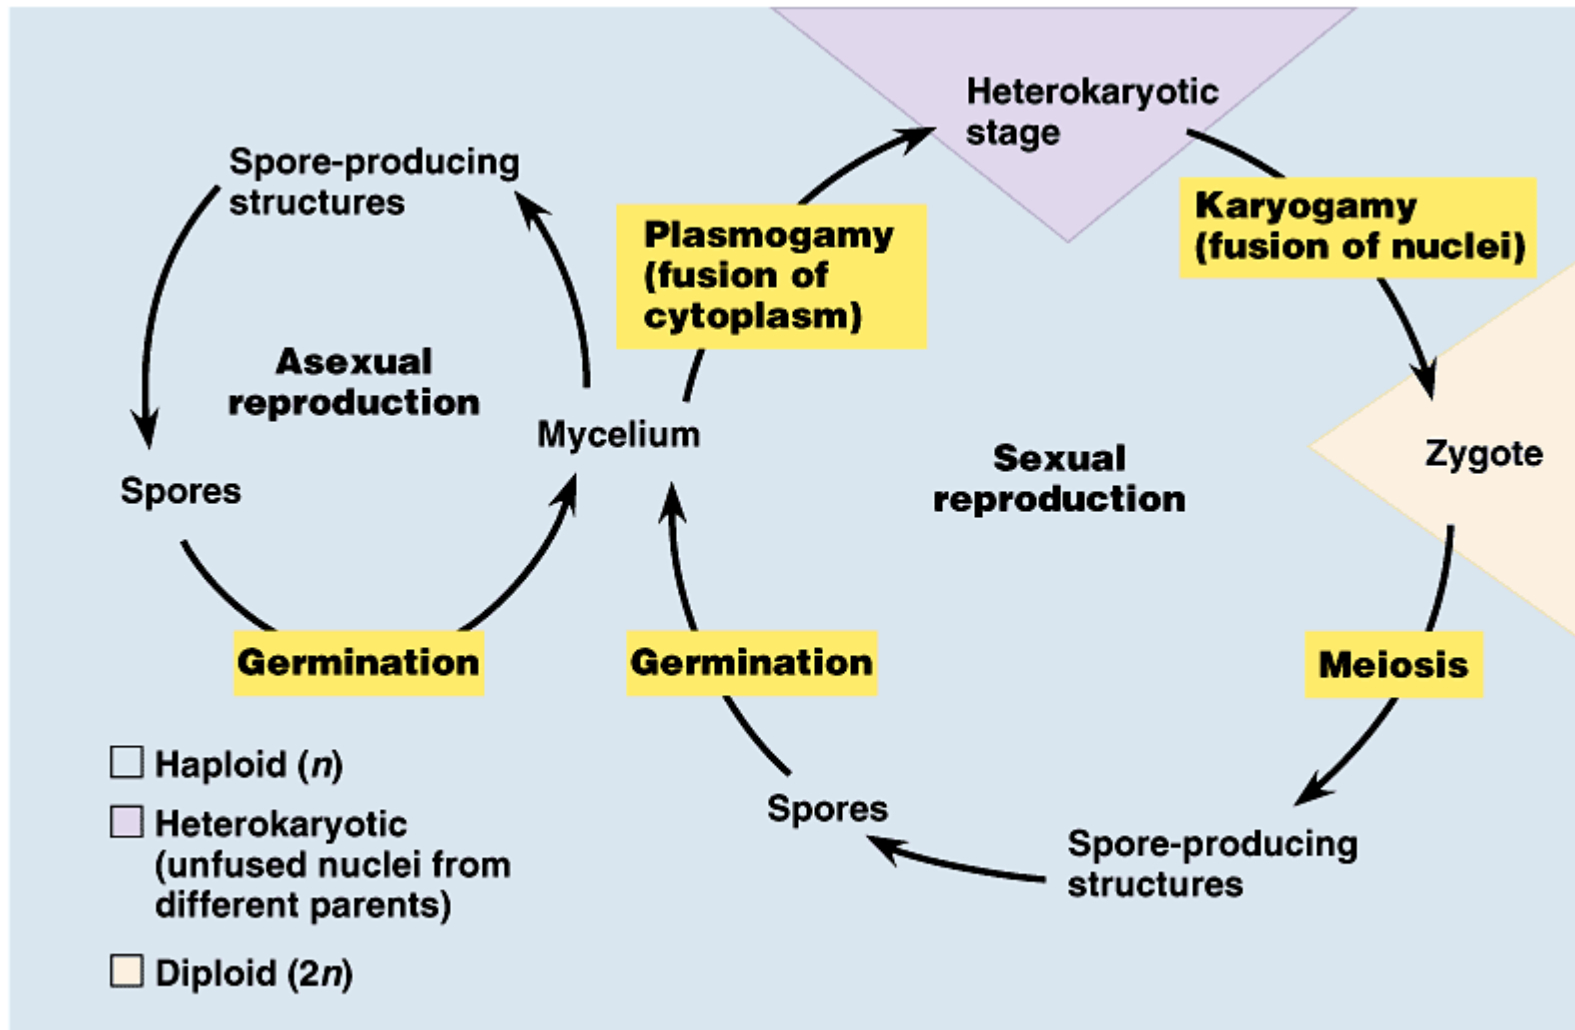 Heterokaryotic
stage
Spore-producing
structures
Karyogamy
(fusion of nuclei)
Plasmogamy
(fusion of
cytoplasm)
Asexual
reproduction
Mycelium
Sexual
reproduction
Zygote
Spores
Germination
Germination
Meiosis
Haploid (n)
Spores
Heterokaryotic
(unfused nuclei from
different parents)
Spore-producing
structures
Diploid (2n)